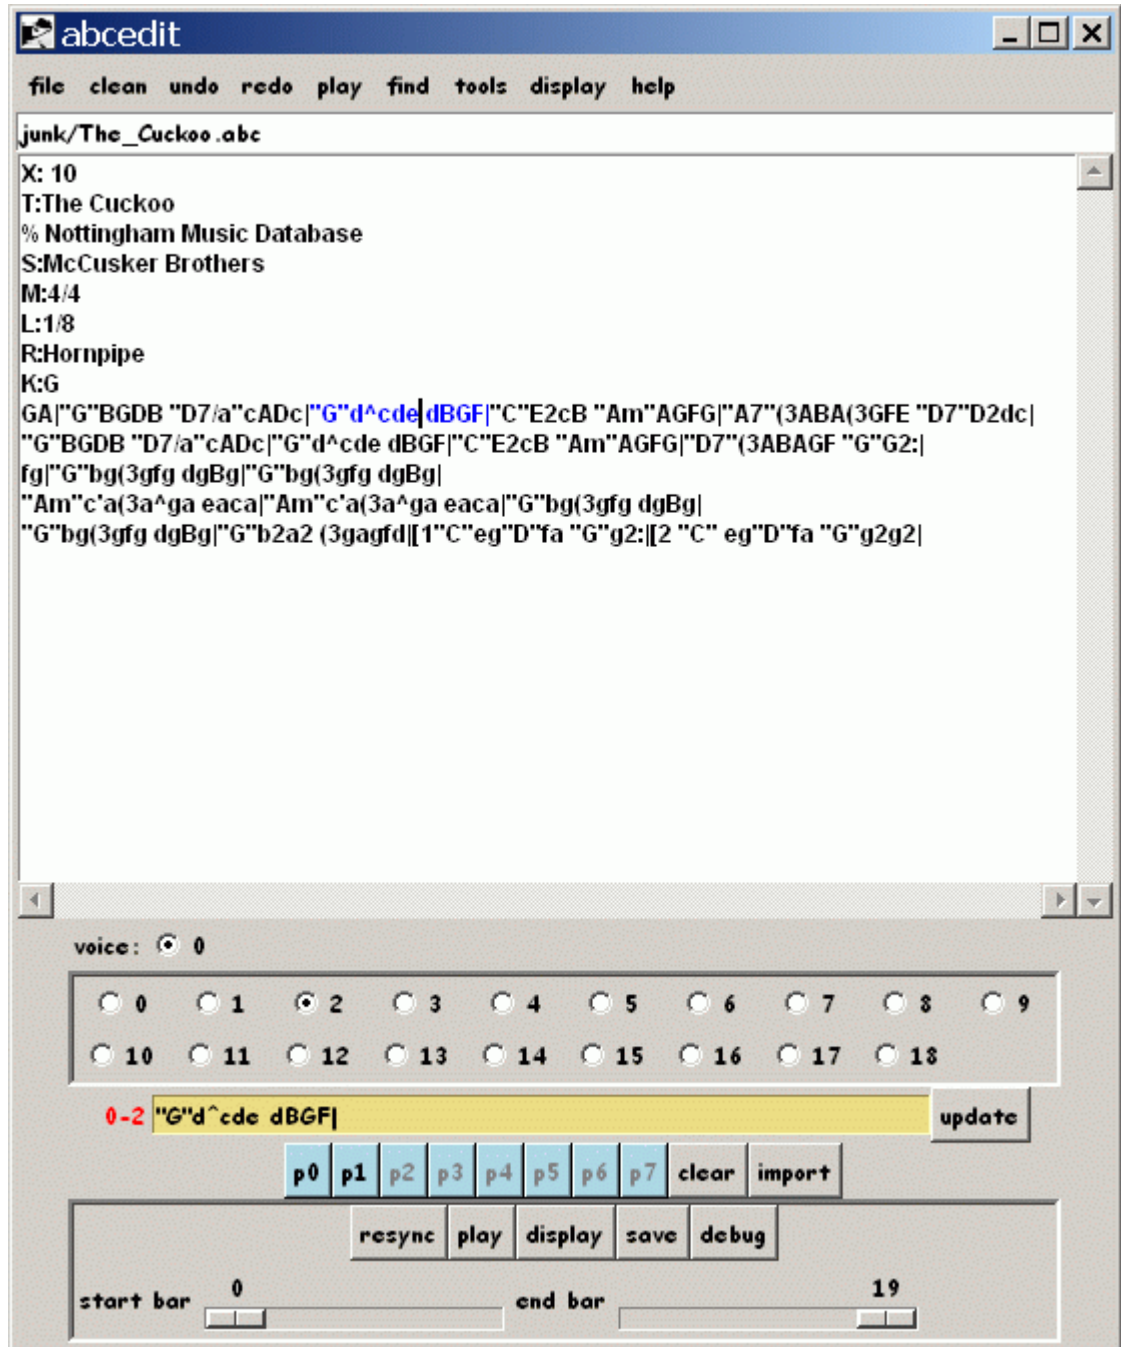 abcedit
file clean undo redo play find tools display help
junk/The_Cuckoo.abc
X: 10
T:The Cuckoo
% Nottingham Music Database
S:McCusker Brothers
M:4/4
L:1/8
R:Hornpipe
K:G
GA|"G"BGDB "D7/a"cADc|"G"d^cde dBGF|"C"E2cB "Am"AGFG|"A7"(3ABA(3GFE "D7"D2dc|
"G"BGDB "D7/a"cADc|"G"d^cde dBGF|"C"E2cB "Am"AGFG|"D7"(3ABAGF "G"G2:|
fg|"G"bg(3gfg dgBg|"G"bg(3gfg dgBg|
"Am"c'a(3a^ga eaca|"Am"c'a(3a^ga eaca|"G"bg(3gfg dgBg|
"G"bg(3gfg dgBg|"G"b2a2 (3gagfd|[1"C"eg"D"fa "G"g2:|[2 "C" eg"D"fa "G"g2g2|
voice: 0
0 1 2 3 4 5 6 7 8 9
10 11 12 13 14 15 16 17 18
0-2 "G"d^cde dBGF| update
p0 p1 p2 p3 p4 p5 p6 p7 clear import
resync play display save debug
0 19
start bar end bar